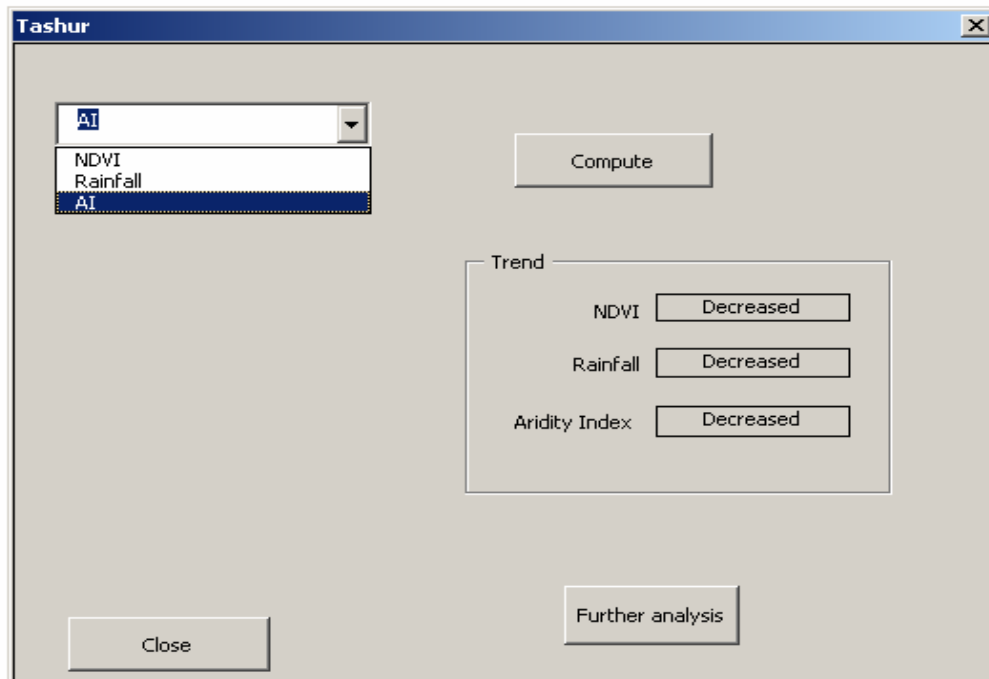 Tashur
AI
NDVI
Rainfall
AI
Compute
Trend
NDVI Decreased
Rainfall Decreased
Aridity Index Decreased
Further analysis
Close